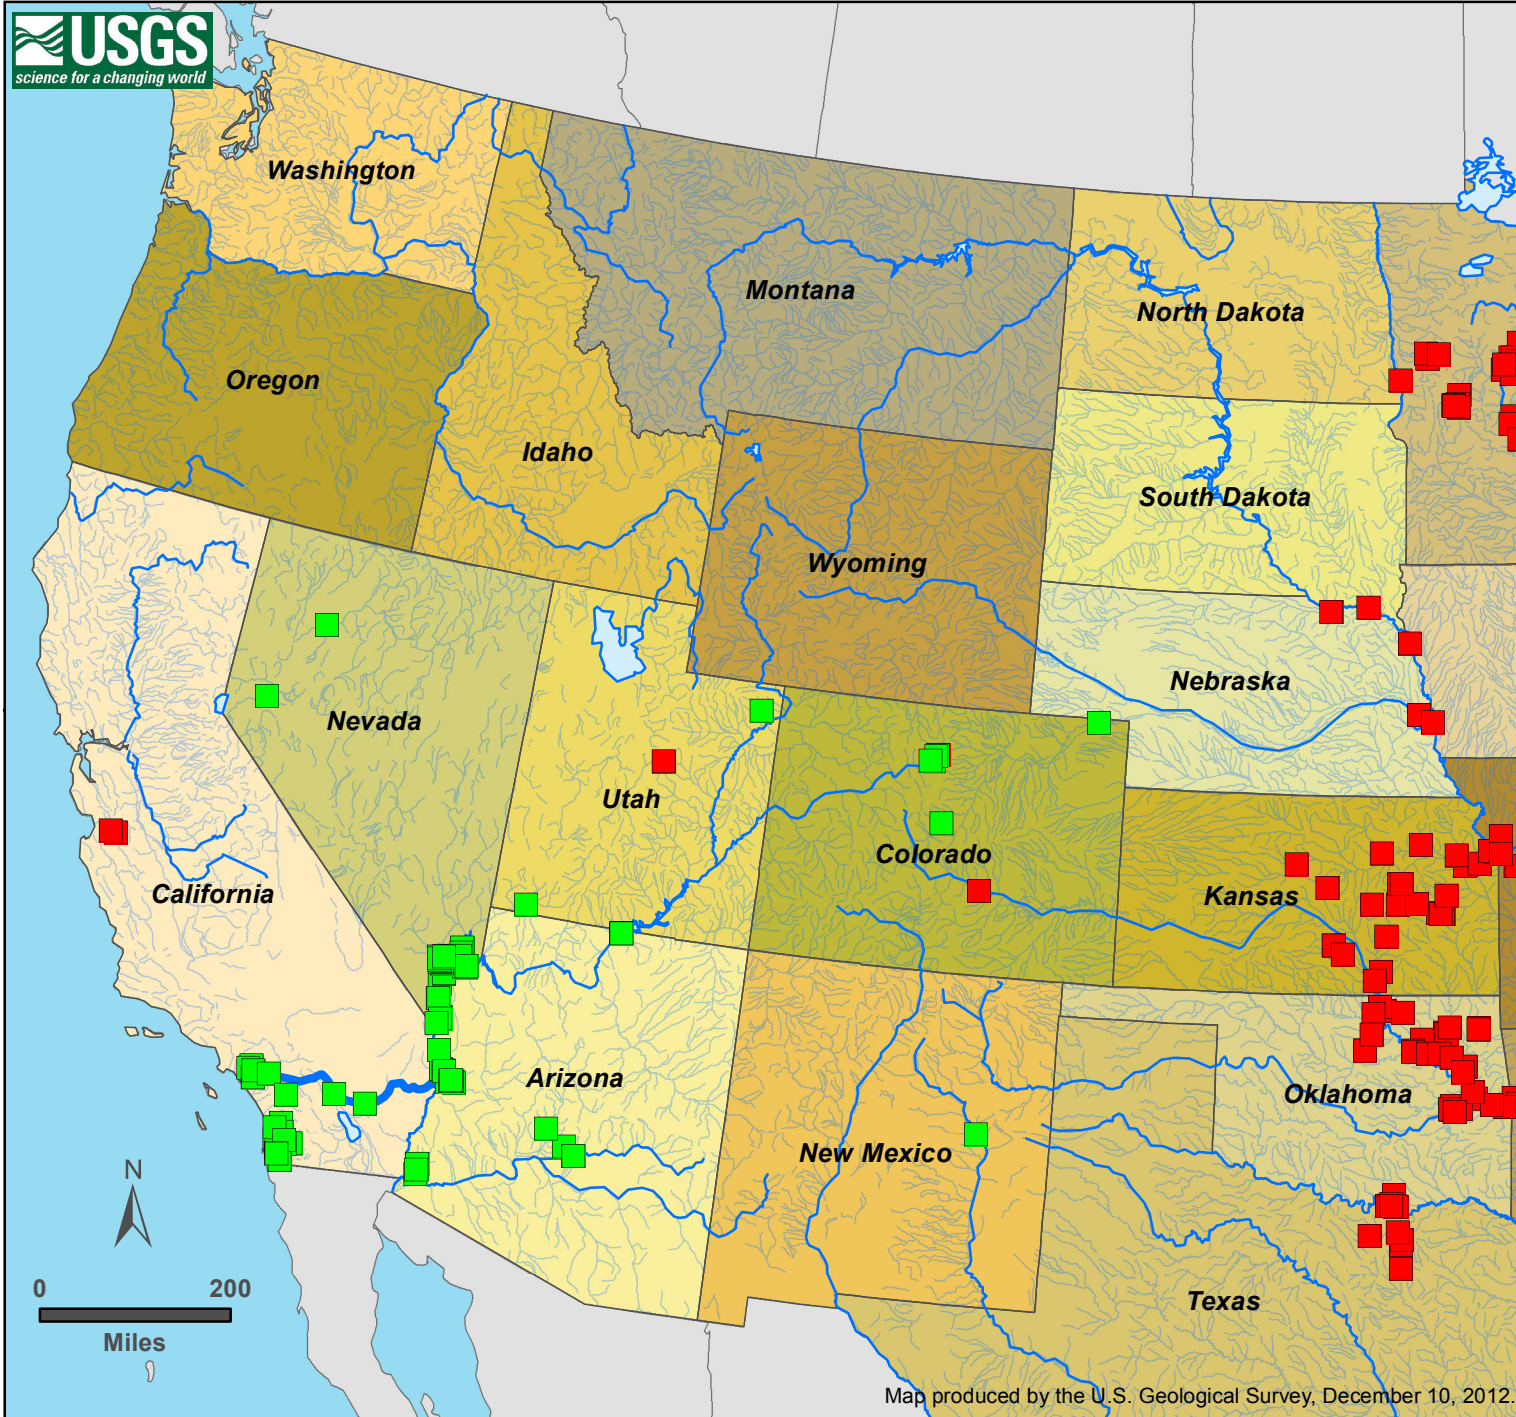 USGS
science for a changing world
Washington
Montana
North Dakota
Oregon
Idaho
South Dakota
Wyoming
Nebraska
Nevada
Utah
Colorado
California
Kansas
Arizona
Oklahoma
New Mexico
N
0 200
Miles
Texas
Map produced by the U.S. Geological Survey, December 10, 2012.